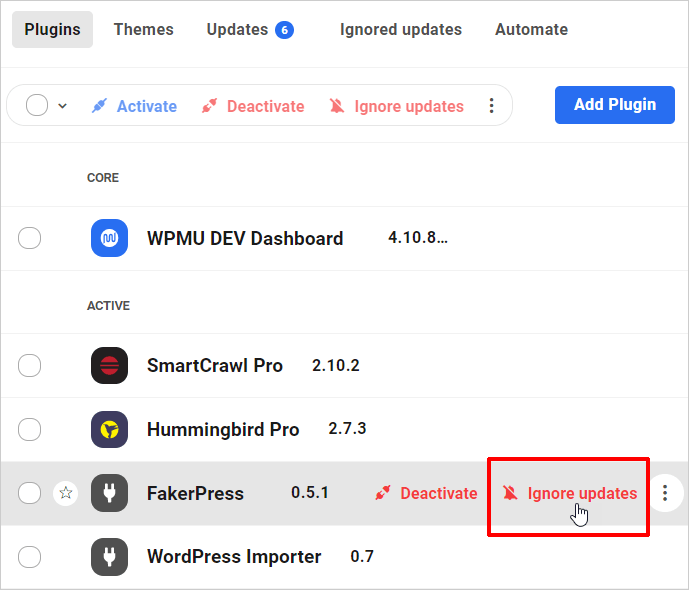 Plugins Themes Updates 6 Ignored updates Automate
Activate Deactivate Ignore updates Add Plugin
CORE
WPMU DEV Dashboard 4.10.8...
ACTIVE
SmartCrawl Pro 2.10.2
Hummingbird Pro 2.7.3
FakerPress 0.5.1 Deactivate Ignore updates
WordPress Importer 0.7